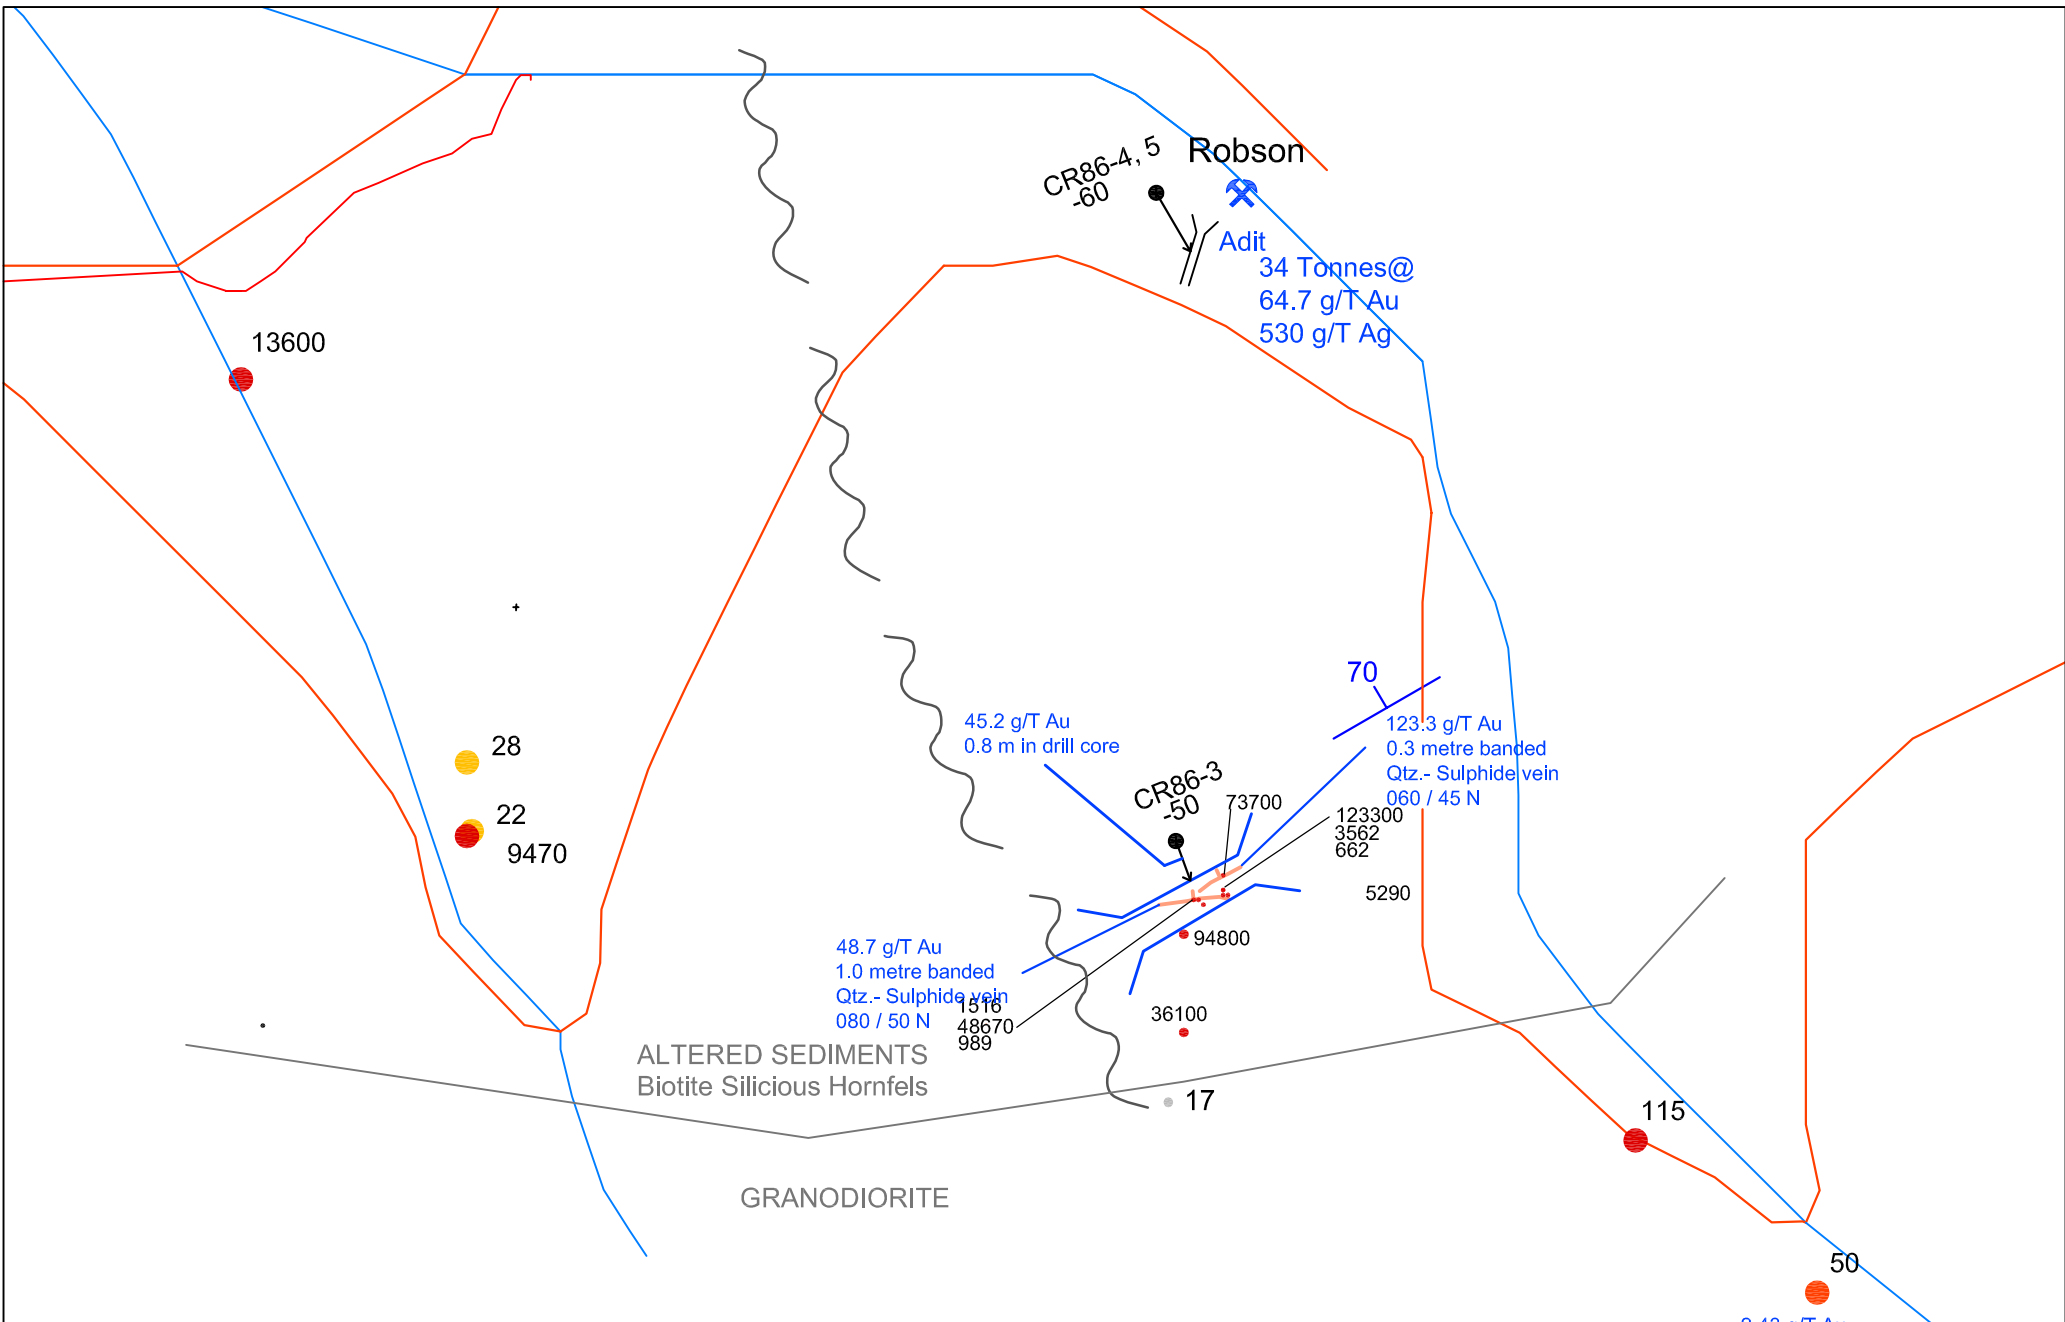 CR86-4, 5
-60
Robson
Adit
34 Tonnes@
64.7 g/T Au
530 g/T Ag
13600
70
45.2 g/T Au
0.8 m in drill core
123.3 g/T Au
0.3 metre banded
Qtz.- Sulphide vein
060 / 45 N
28
22
9470
CR86-3
-50
73700
123300
3562
662
5290
94800
48.7 g/T Au
1.0 metre banded
Qtz.- Sulphide vein
080 / 50 N
1516
48670
989
36100
ALTERED SEDIMENTS
Biotite Silicious Hornfels
17
115
GRANODIORITE
50